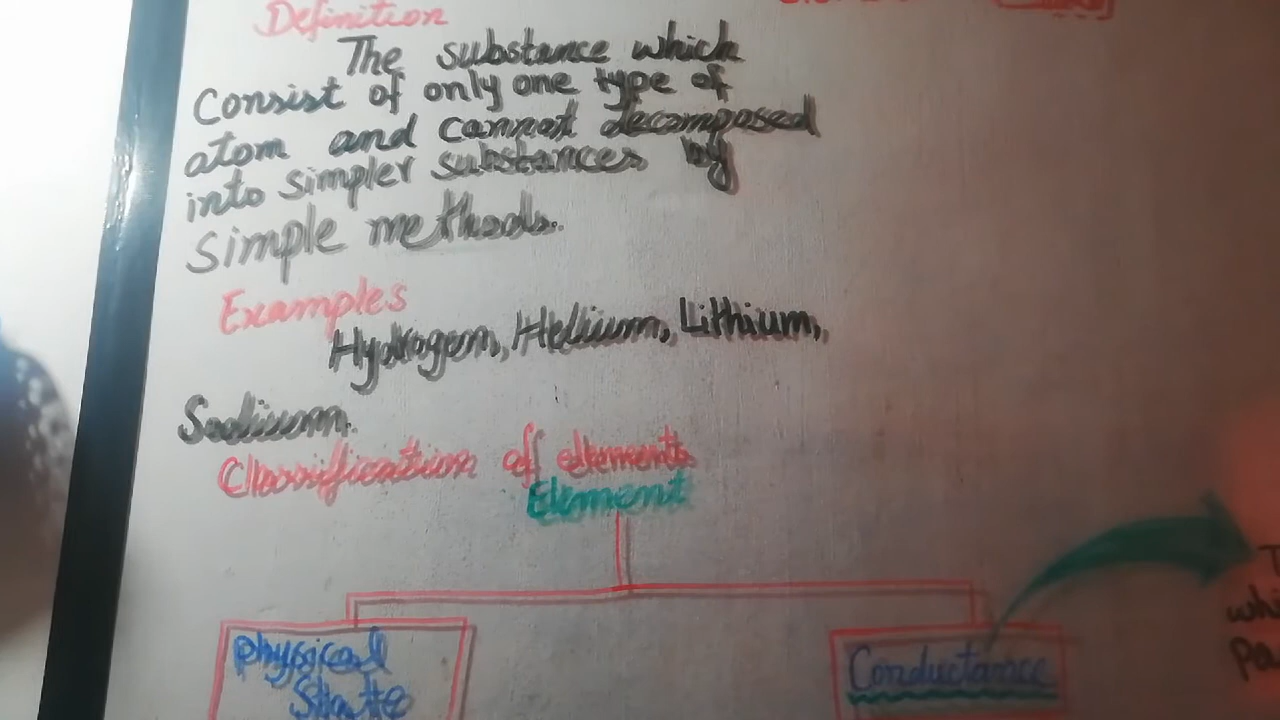 Definition
The substance which
Consist of only one type of
atom and cannot decomposed
into simpler substances by
simple methods.
Examples
Hydrogem, Helium, Lithium,
Sodium.
Classification of elements
Element
Physical
State
Conductance